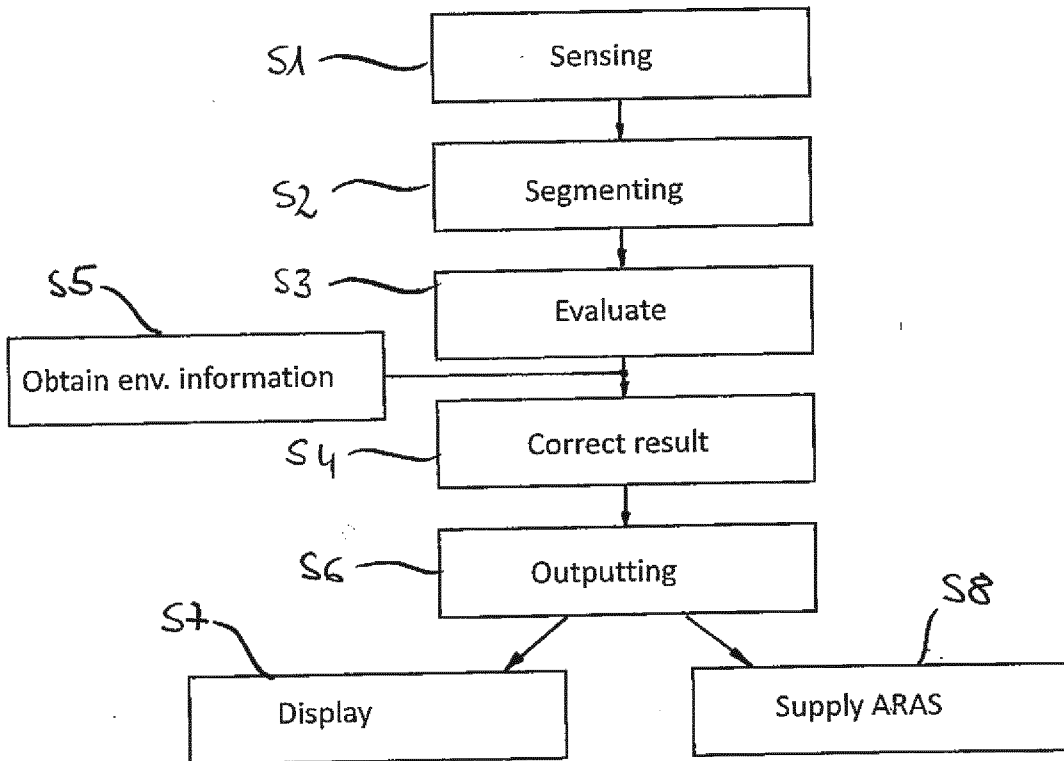 S1
Sensing
S2
Segmenting
S3
Evaluate
S5
Obtain env. information
S4
Correct result
S6
Outputting
S7
Display
S8
Supply ARAS